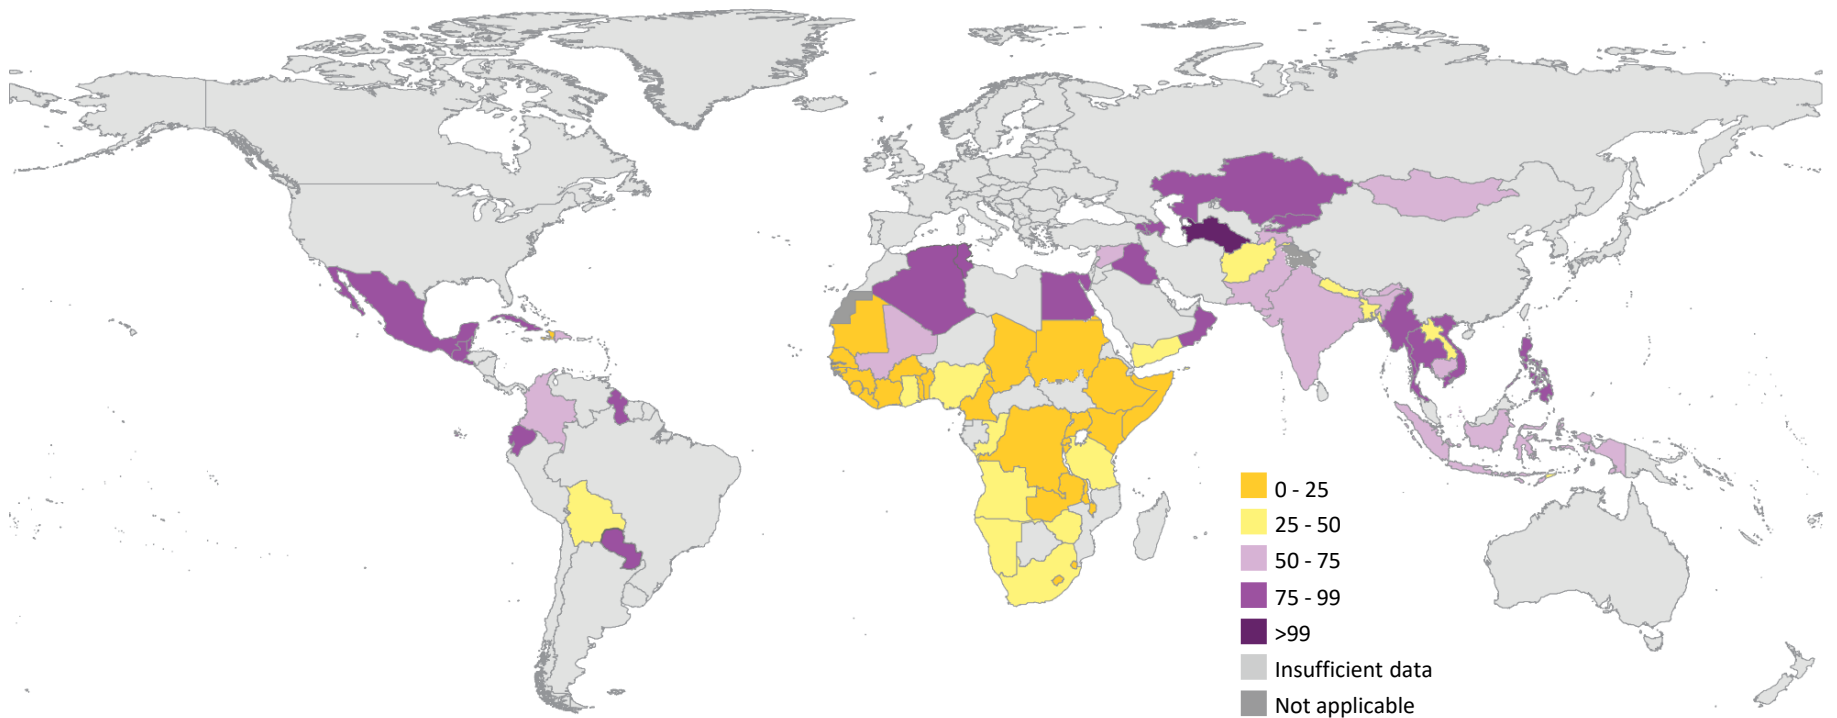 0 - 25
25 - 50
50 - 75
75 - 99
>99
Insufficient data
Not applicable